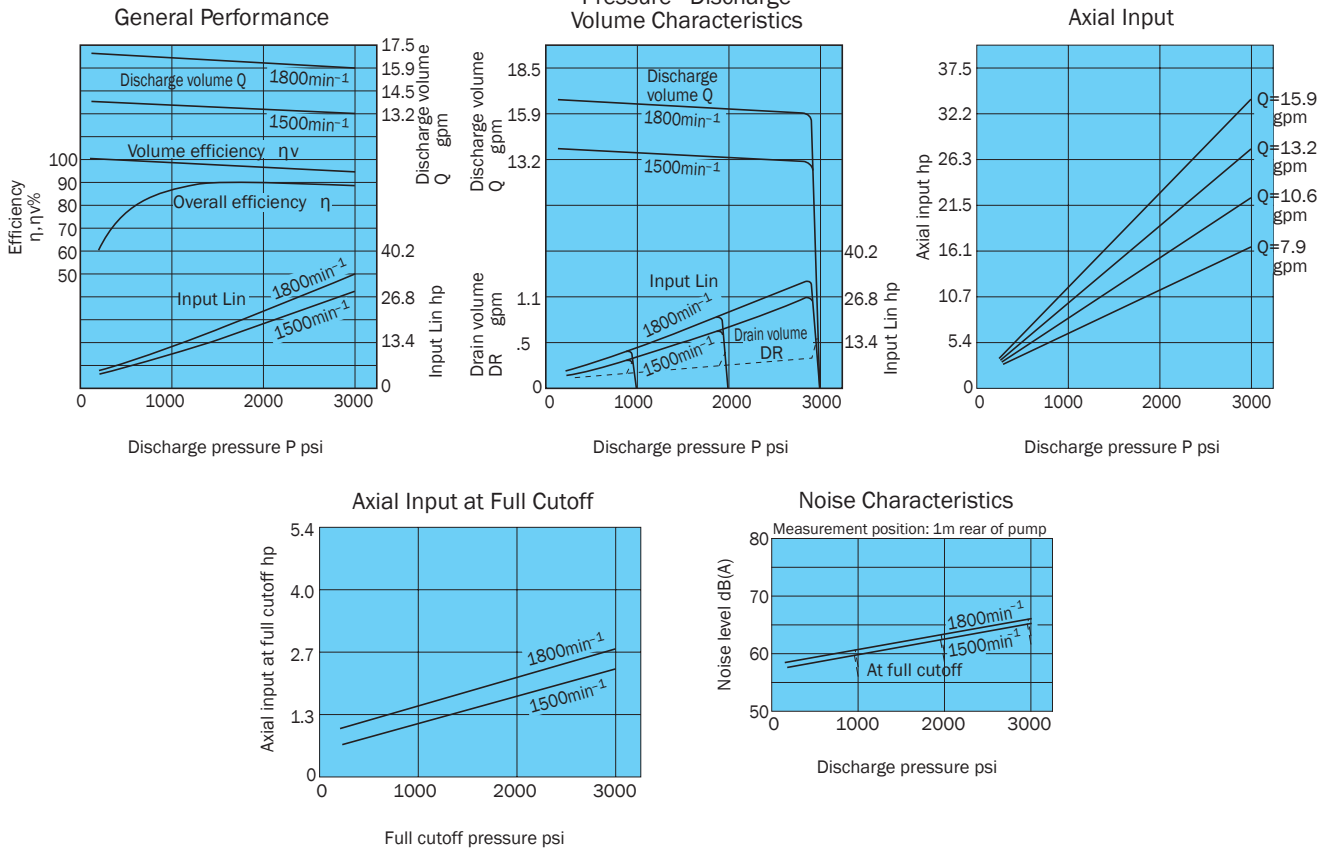 General Performance
17.5
15.9
14.5
13.2
Discharge volume
Q gpm
Discharge volume Q
1800min⁻¹
1500min⁻¹
Volume efficiency ηv
Overall efficiency η
100
90
80
70
60
50
Efficiency
η,ηv%
Input Lin
1800min⁻¹
1500min⁻¹
40.2
26.8
13.4
0
Input Lin hp
0
1000
2000
3000
Discharge pressure P psi
Volume Characteristics
18.5
15.9
13.2
Discharge volume
Q gpm
Discharge
volume Q
1800min⁻¹
1500min⁻¹
1.1
.5
0
Drain volume
DR gpm
Input Lin
1800min⁻¹
1500min⁻¹
Drain volume
DR
40.2
26.8
13.4
Input Lin hp
0
1000
2000
3000
Discharge pressure P psi
Axial Input
37.5
32.2
26.3
21.5
16.1
10.7
5.4
0
Axial input hp
Q=15.9
gpm
Q=13.2
gpm
Q=10.6
gpm
Q=7.9
gpm
0
1000
2000
3000
Discharge pressure P psi
Axial Input at Full Cutoff
5.4
4.0
2.7
1.3
0
Axial input at full cutoff hp
1800min⁻¹
1500min⁻¹
0
1000
2000
3000
Full cutoff pressure psi
Noise Characteristics
Measurement position: 1m rear of pump
80
70
60
50
Noise level dB(A)
1800min⁻¹
1500min⁻¹
At full cutoff
0
1000
2000
3000
Discharge pressure psi